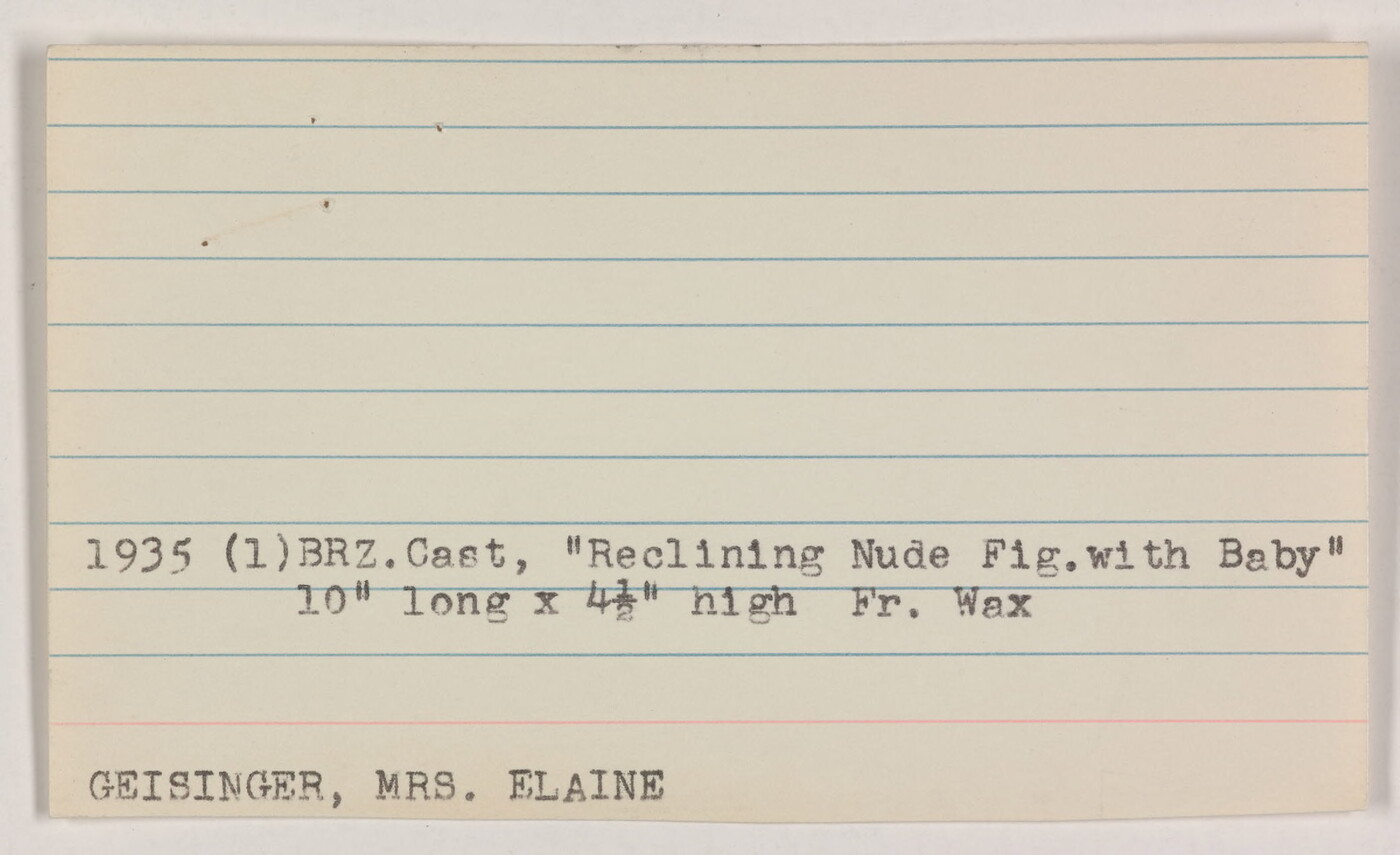 1935 (1)BRZ.Cast, "Reclining Nude Fig.with Baby"
10" long x 4½" high Fr. Wax
GEISINGER, MRS. ELAINE